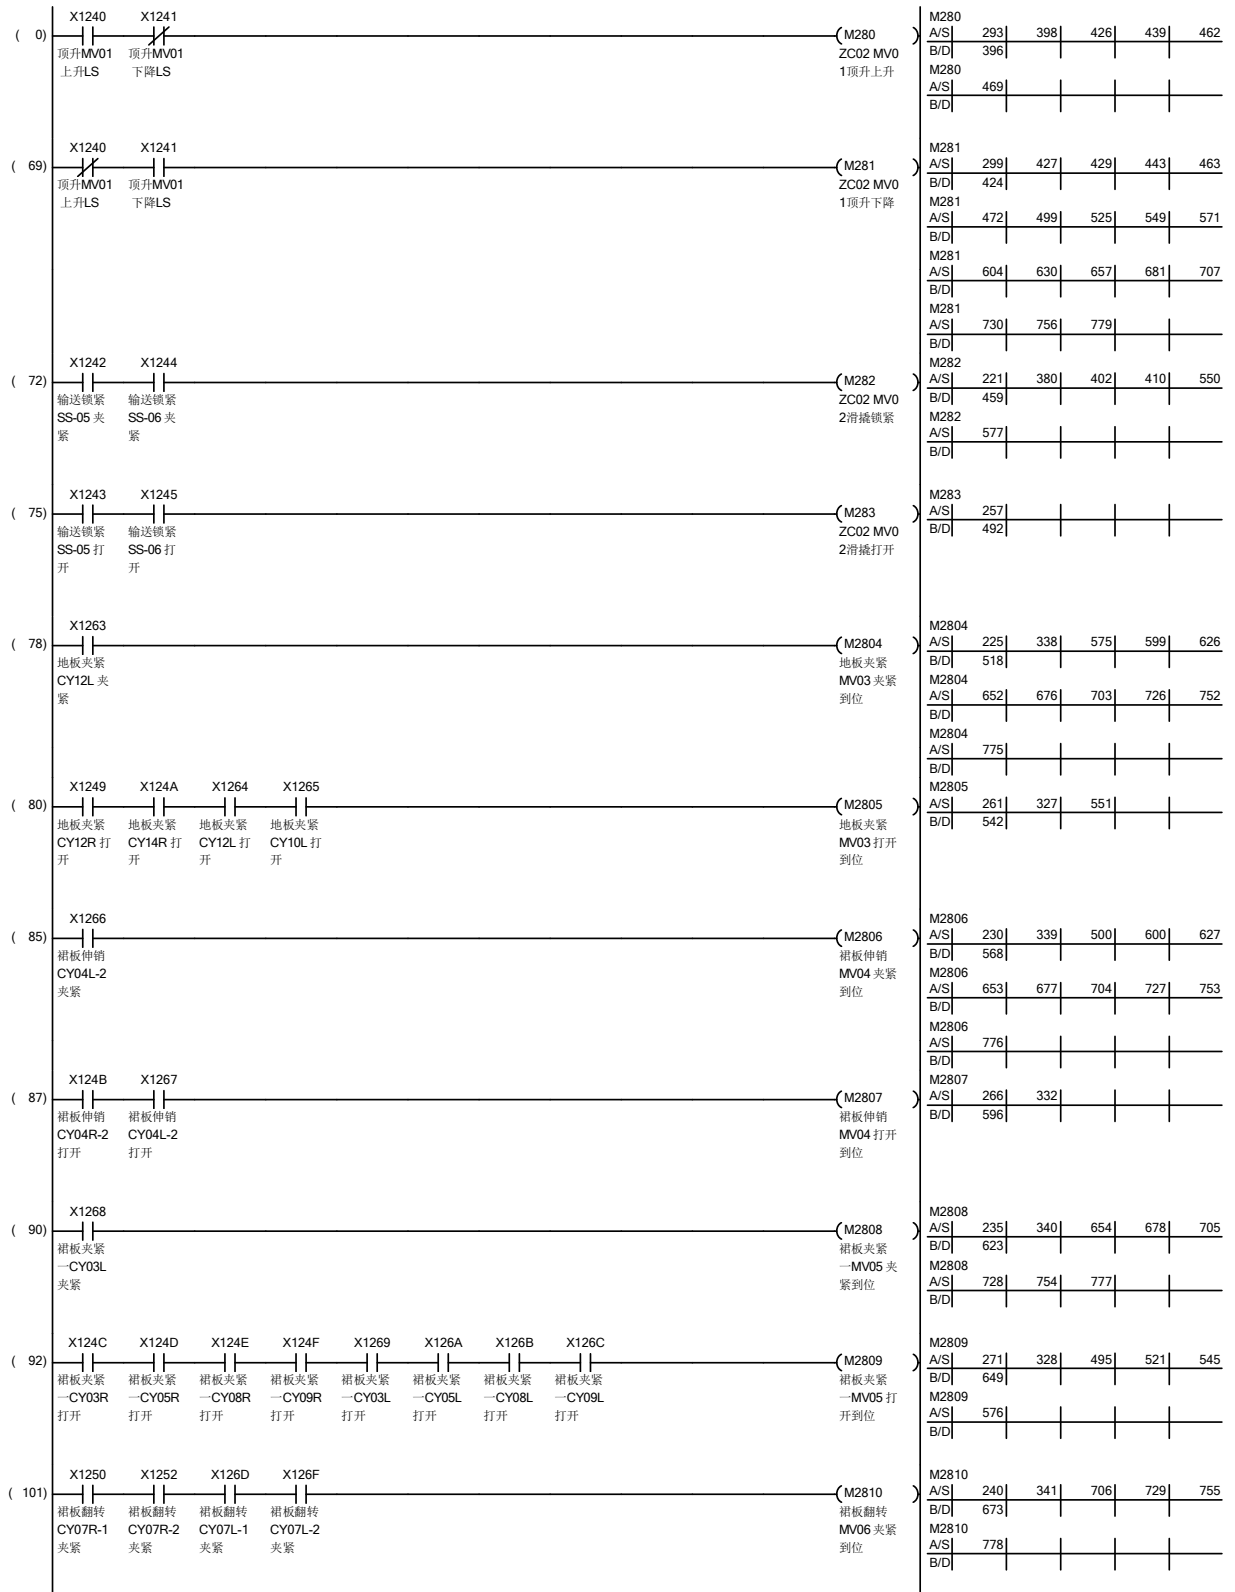 X1240 X1241 M280
( 0) (M280 ) A/S 293 398 426 439 462
顶升MV01 顶升MV01 ZC02 MV0 B/D 396
上升LS 下降LS 1顶升上升 M280
A/S 469
B/D
X1240 X1241 M281
( 69) (M281 ) A/S 299 427 429 443 463
顶升MV01 顶升MV01 ZC02 MV0 B/D 424
上升LS 下降LS 1顶升下降 M281
A/S 472 499 525 549 571
B/D
M281
A/S 604 630 657 681 707
B/D
M281
A/S 730 756 779
B/D
X1242 X1244 M282
( 72) (M282 ) A/S 221 380 402 410 550
输送锁紧 输送锁紧 ZC02 MV0 B/D 459
SS-05 夹 SS-06 夹 2滑撬锁紧 M282
紧 紧 A/S 577
B/D
X1243 X1245 M283
( 75) (M283 ) A/S 257
输送锁紧 输送锁紧 ZC02 MV0 B/D 492
SS-05 打 SS-06 打 2滑撬打开
开 开
X1263 M2804
( 78) (M2804 ) A/S 225 338 575 599 626
地板夹紧 地板夹紧 B/D 518
CY12L 夹 MV03 夹紧 M2804
紧 到位 A/S 652 676 703 726 752
B/D
M2804
A/S 775
B/D
X1249 X124A X1264 X1265 M2805
( 80) (M2805 ) A/S 261 327 551
地板夹紧 地板夹紧 地板夹紧 地板夹紧 地板夹紧 B/D 542
CY12R 打 CY14R 打 CY12L 打 CY10L 打 MV03 打开
开 开 开 开 到位
X1266 M2806
( 85) (M2806 ) A/S 230 339 500 600 627
裙板伸销 裙板伸销 B/D 568
CY04L-2 MV04 夹紧 M2806
夹紧 到位 A/S 653 677 704 727 753
B/D
M2806
A/S 776
B/D
X124B X1267 M2807
( 87) (M2807 ) A/S 266 332
裙板伸销 裙板伸销 裙板伸销 B/D 596
CY04R-2 CY04L-2 MV04 打开
打开 打开 到位
X1268 M2808
( 90) (M2808 ) A/S 235 340 654 678 705
裙板夹紧 裙板夹紧 B/D 623
一CY03L 一MV05 夹 M2808
夹紧 紧到位 A/S 728 754 777
B/D
X124C X124D X124E X124F X1269 X126A X126B X126C M2809
( 92) (M2809 ) A/S 271 328 495 521 545
裙板夹紧 裙板夹紧 裙板夹紧 裙板夹紧 裙板夹紧 裙板夹紧 裙板夹紧 裙板夹紧 裙板夹紧 B/D 649
一CY03R 一CY05R 一CY08R 一CY09R 一CY03L 一CY05L 一CY08L 一CY09L 一MV05 打 M2809
打开 打开 打开 打开 打开 打开 打开 打开 开到位 A/S 576
B/D
X1250 X1252 X126D X126F M2810
( 101) (M2810 ) A/S 240 341 706 729 755
裙板翻转 裙板翻转 裙板翻转 裙板翻转 裙板翻转 B/D 673
CY07R-1 CY07R-2 CY07L-1 CY07L-2 MV06 夹紧 M2810
夹紧 夹紧 夹紧 夹紧 到位 A/S 778
B/D